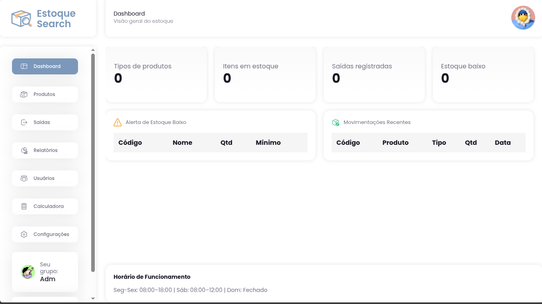 Estoque
Search
Dashboard
Produtos
Saídas
Relatórios
Usuários
Calculadora
Configurações
Seu
grupo:
Adm
Dashboard
Visão geral do estoque
Tipos de produtos
0
Itens em estoque
0
Saídas registradas
0
Estoque baixo
0
Alerta de Estoque Baixo
Código Nome Qtd Mínimo
Movimentações Recentes
Código Produto Tipo Qtd Data
Horário de Funcionamento
Seg-Sex: 08:00–18:00 | Sáb: 08:00–12:00 | Dom: Fechado